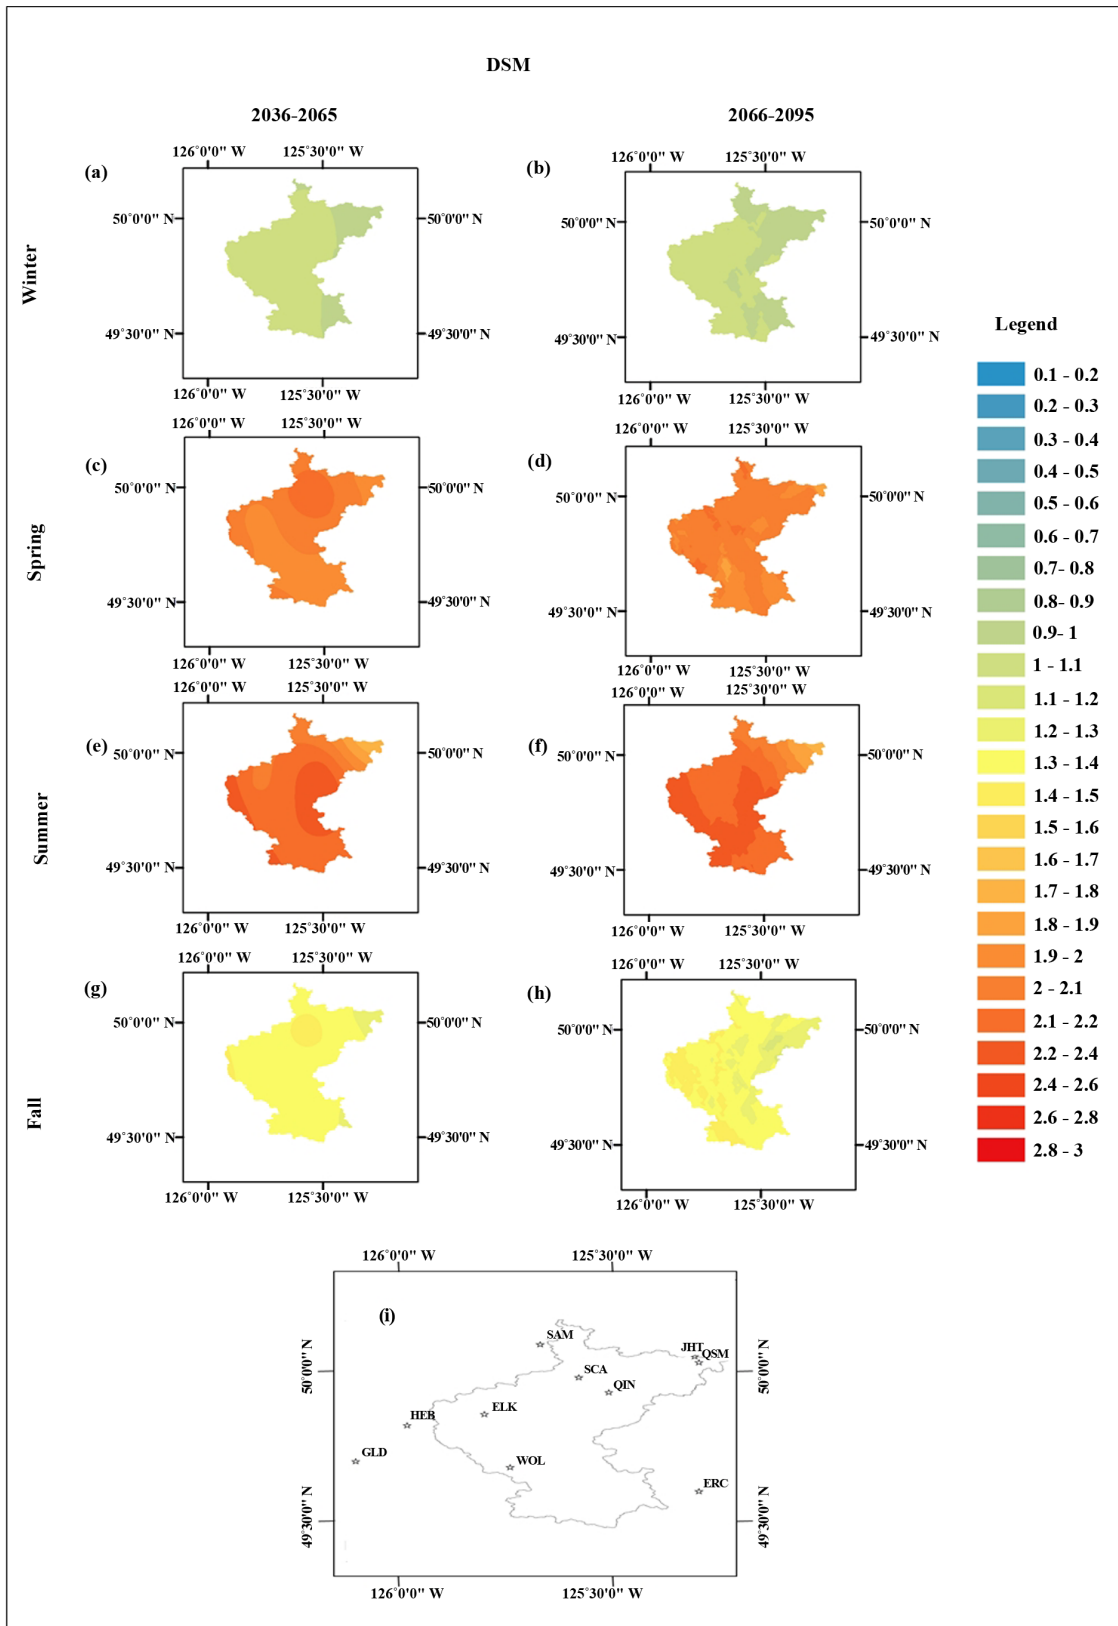 DSM
2036-2065
2066-2095
126°0'0" W 125°30'0" W
126°0'0" W 125°30'0" W
(a)
(b)
50°0'0" N 50°0'0" N
50°0'0" N 50°0'0" N
Winter
49°30'0" N 49°30'0" N
49°30'0" N 49°30'0" N
126°0'0" W 125°30'0" W
126°0'0" W 125°30'0" W
126°0'0" W 125°30'0" W
126°0'0" W 125°30'0" W
(c)
(d)
50°0'0" N 50°0'0" N
50°0'0" N 50°0'0" N
Spring
49°30'0" N 49°30'0" N
49°30'0" N 49°30'0" N
126°0'0" W 125°30'0" W
126°0'0" W 125°30'0" W
126°0'0" W 125°30'0" W
126°0'0" W 125°30'0" W
(e)
(f)
50°0'0" N 50°0'0" N
50°0'0" N 50°0'0" N
Summer
49°30'0" N 49°30'0" N
49°30'0" N 49°30'0" N
126°0'0" W 125°30'0" W
126°0'0" W 125°30'0" W
126°0'0" W 125°30'0" W
126°0'0" W 125°30'0" W
(g)
(h)
50°0'0" N 50°0'0" N
50°0'0" N 50°0'0" N
Fall
49°30'0" N 49°30'0" N
49°30'0" N 49°30'0" N
126°0'0" W 125°30'0" W
126°0'0" W 125°30'0" W
Legend
0.1 - 0.2
0.2 - 0.3
0.3 - 0.4
0.4 - 0.5
0.5 - 0.6
0.6 - 0.7
0.7- 0.8
0.8- 0.9
0.9- 1
1 - 1.1
1.1 - 1.2
1.2 - 1.3
1.3 - 1.4
1.4 - 1.5
1.5 - 1.6
1.6 - 1.7
1.7 - 1.8
1.8 - 1.9
1.9 - 2
2 - 2.1
2.1 - 2.2
2.2 - 2.4
2.4 - 2.6
2.6 - 2.8
2.8 - 3
126°0'0" W 125°30'0" W
(i)
SAM
JHT
QSM
50°0'0" N 50°0'0" N
SCA
QIN
ELK
HEB
GLD
WOL
ERC
49°30'0" N 49°30'0" N
126°0'0" W 125°30'0" W